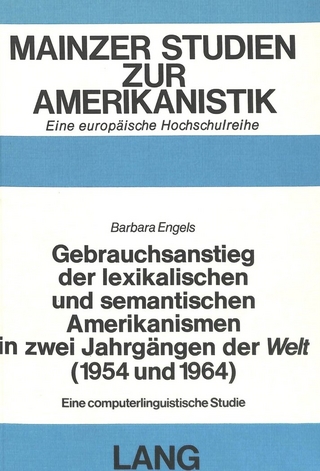 MAINZER STUDIEN
ZUR
AMERIKANISTIK
Eine europäische Hochschulreihe
Barbara Engels
Gebrauchsanstieg
der lexikalischen
und semantischen
Amerikanismen
in zwei Jahrgängen der Welt
(1954 und 1964)
Eine computerlinguistische Studie
LANG